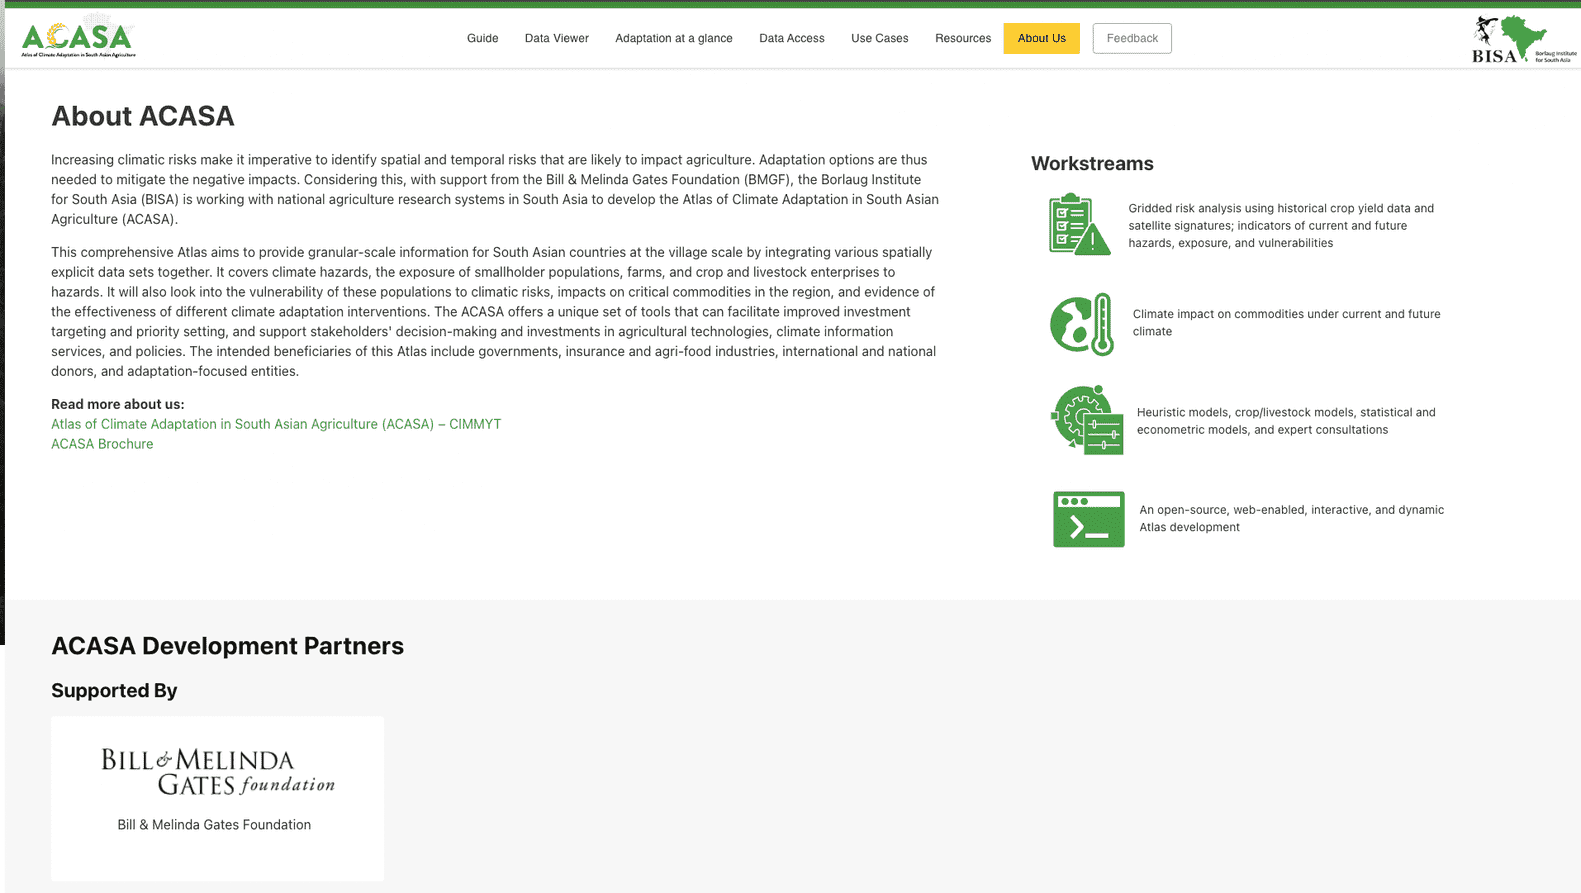 ACASA
Atlas of Climate Adaptation in South Asian Agriculture
Guide
Data Viewer
Adaptation at a glance
Data Access
Use Cases
Resources
About Us
Feedback
BISA
Borlaug Institute
for South Asia
About ACASA
Increasing climatic risks make it imperative to identify spatial and temporal risks that are likely to impact agriculture. Adaptation options are thus
needed to mitigate the negative impacts. Considering this, with support from the Bill & Melinda Gates Foundation (BMGF), the Borlaug Institute
for South Asia (BISA) is working with national agriculture research systems in South Asia to develop the Atlas of Climate Adaptation in South Asian
Agriculture (ACASA).
This comprehensive Atlas aims to provide granular-scale information for South Asian countries at the village scale by integrating various spatially
explicit data sets together. It covers climate hazards, the exposure of smallholder populations, farms, and crop and livestock enterprises to
hazards. It will also look into the vulnerability of these populations to climatic risks, impacts on critical commodities in the region, and evidence of
the effectiveness of different climate adaptation interventions. The ACASA offers a unique set of tools that can facilitate improved investment
targeting and priority setting, and support stakeholders' decision-making and investments in agricultural technologies, climate information
services, and policies. The intended beneficiaries of this Atlas include governments, insurance and agri-food industries, international and national
donors, and adaptation-focused entities.
Read more about us:
Atlas of Climate Adaptation in South Asian Agriculture (ACASA) – CIMMYT
ACASA Brochure
Workstreams
Gridded risk analysis using historical crop yield data and
satellite signatures; indicators of current and future
hazards, exposure, and vulnerabilities
Climate impact on commodities under current and future
climate
Heuristic models, crop/livestock models, statistical and
econometric models, and expert consultations
An open-source, web-enabled, interactive, and dynamic
Atlas development
ACASA Development Partners
Supported By
BILL & MELINDA
GATES foundation
Bill & Melinda Gates Foundation